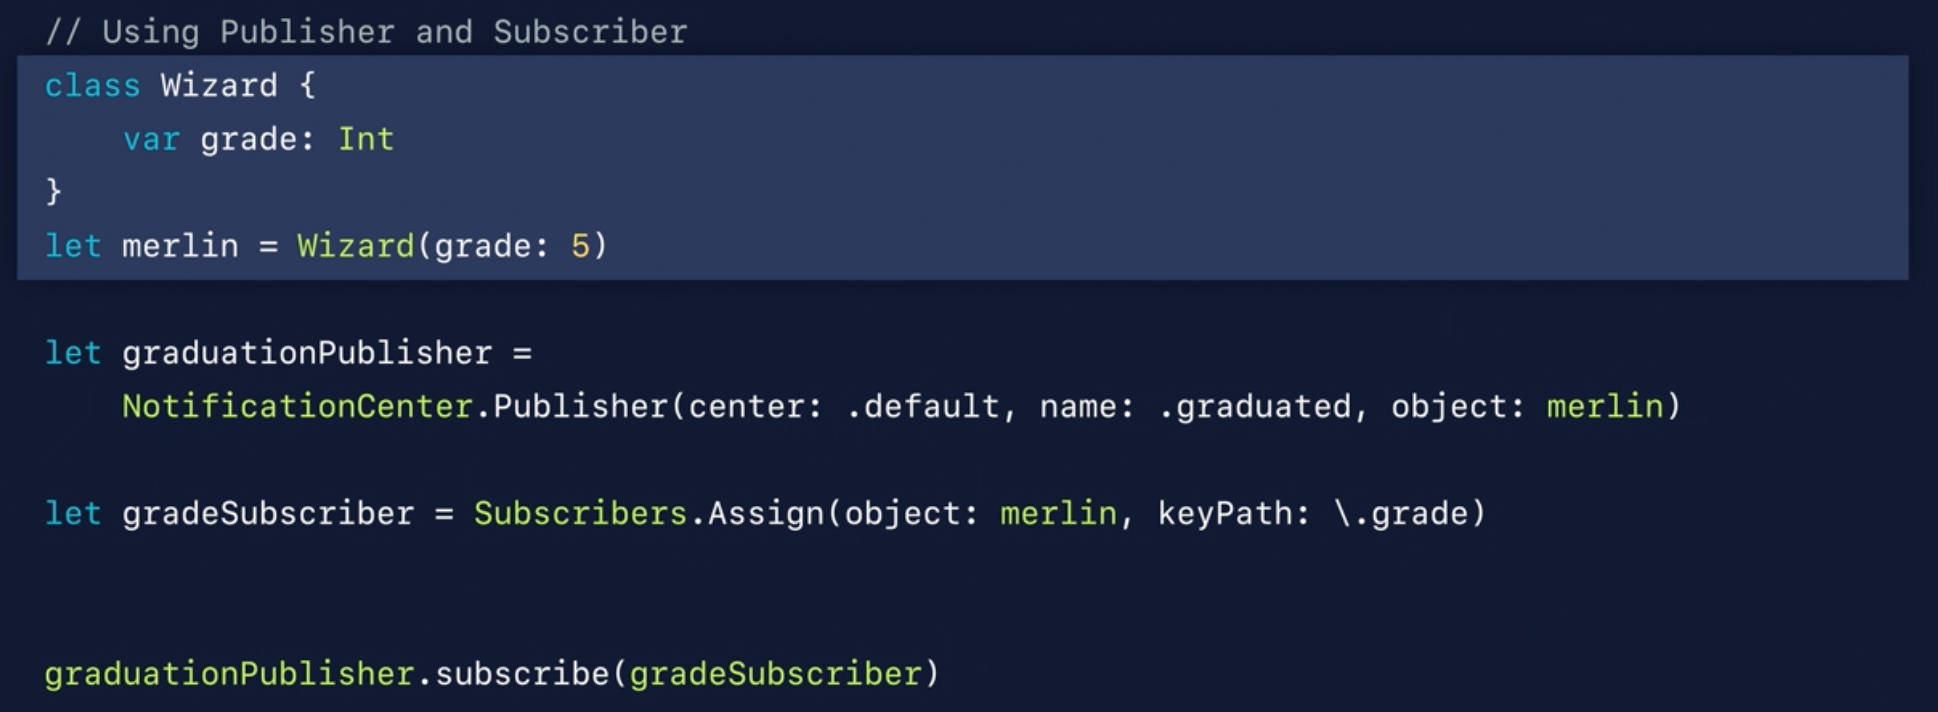 // Using Publisher and Subscriber
class Wizard {
    var grade: Int
}
let merlin = Wizard(grade: 5)
let graduationPublisher =
    NotificationCenter.Publisher(center: .default, name: .graduated, object: merlin)
let gradeSubscriber = Subscribers.Assign(object: merlin, keyPath: \.grade)
graduationPublisher.subscribe(gradeSubscriber)